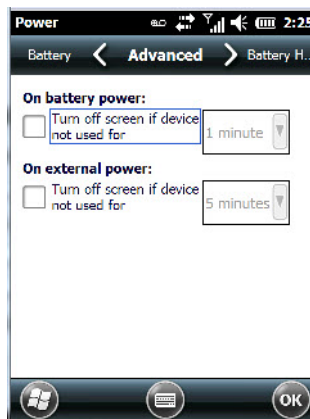 Power 2:25
Battery Advanced Battery H..
On battery power:
Turn off screen if device
not used for
1 minute
On external power:
Turn off screen if device
not used for
5 minutes
OK